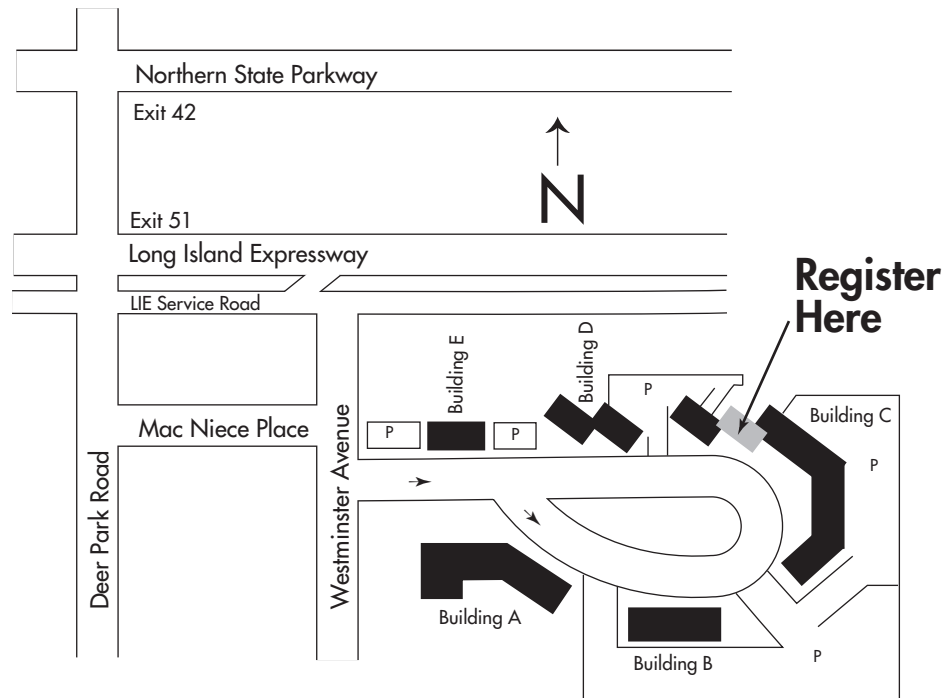 Northern State Parkway
Exit 42
N
Exit 51
Long Island Expressway
LIE Service Road
Register
Here
Building E
Building D
P
Building C
Mac Niece Place
P
P
P
Westminster Avenue
Deer Park Road
Building A
Building B
P